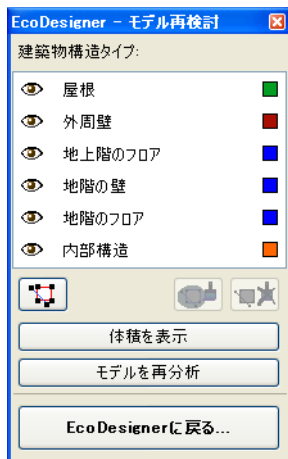 EcoDesigner - モデル再検討
建築物構造タイプ:
屋根
外周壁
地上階のフロア
地階の壁
地階のフロア
内部構造
体積を表示
モデルを再分析
EcoDesignerに戻る...